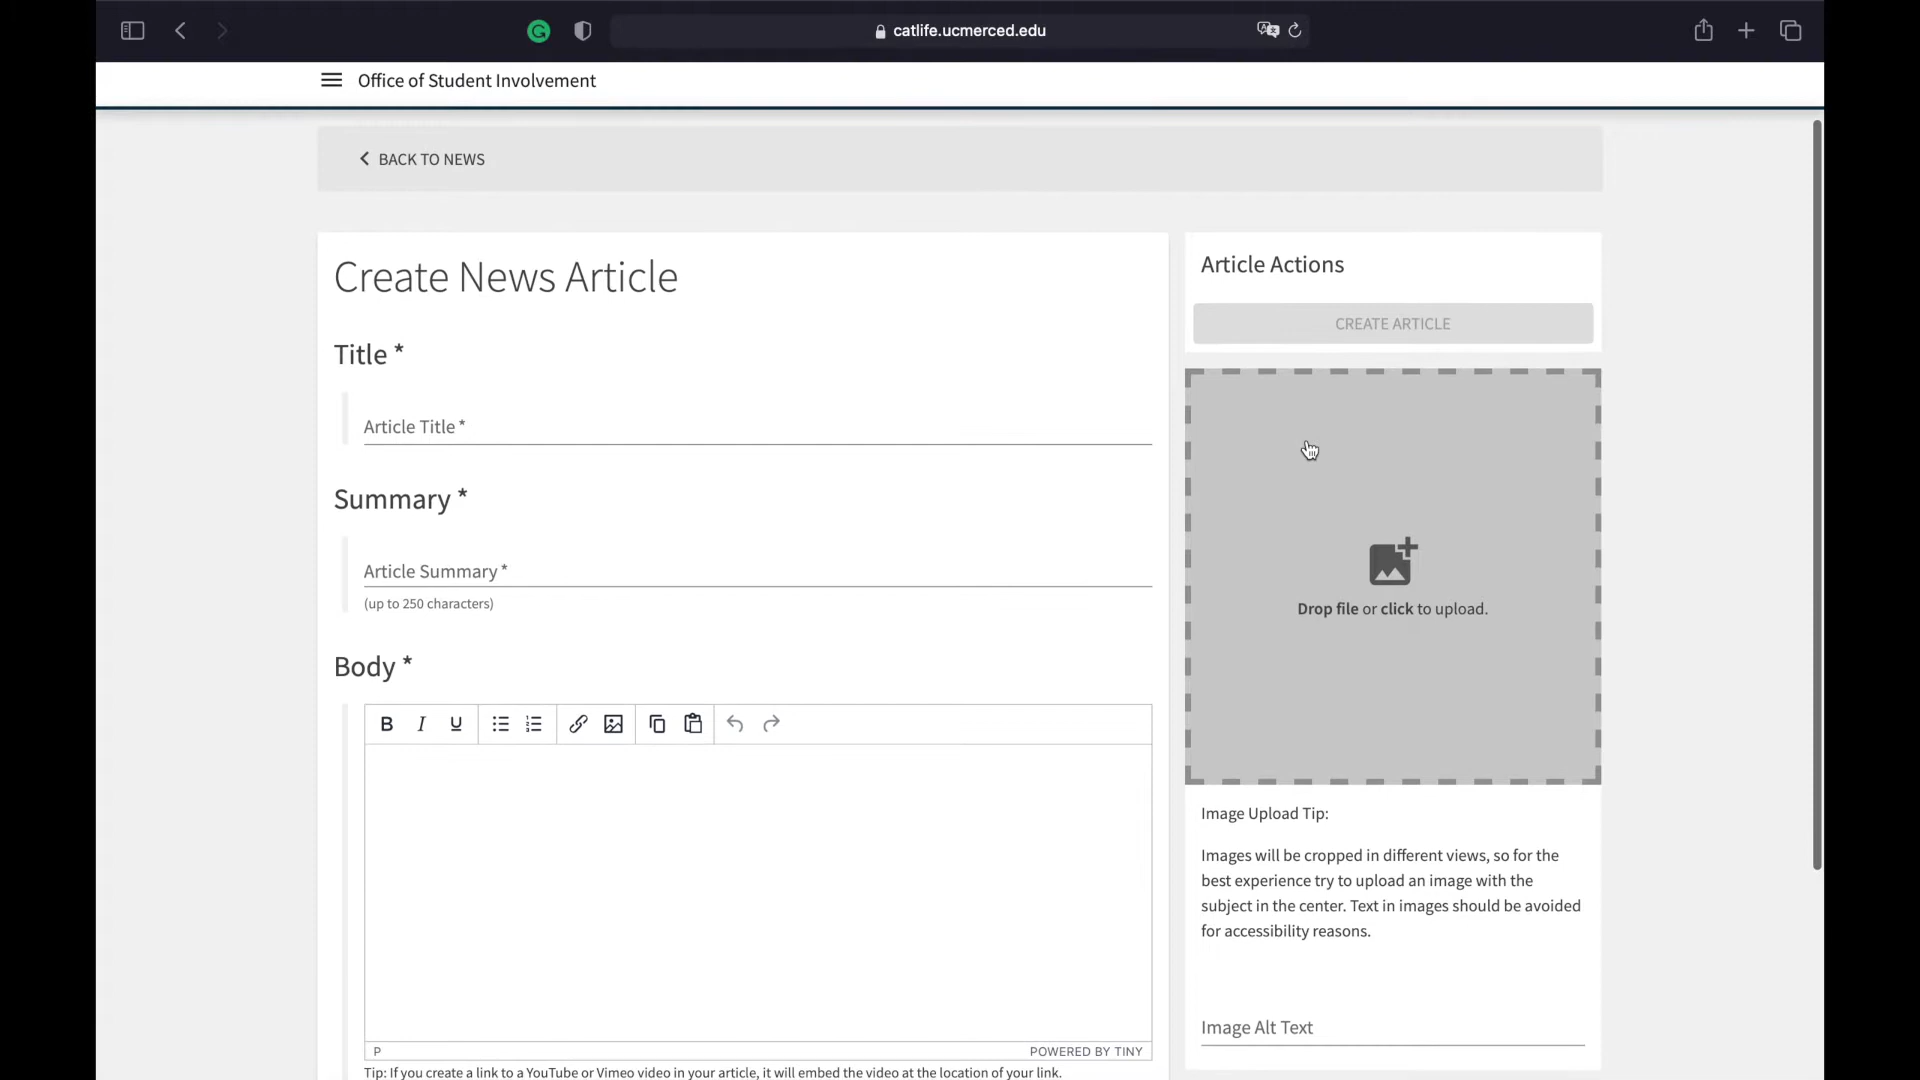 catlife.ucmerced.edu
Office of Student Involvement
BACK TO NEWS
Create News Article
Title *
Article Title *
Summary *
Article Summary *
(up to 250 characters)
Body *
B I U
P
POWERED BY TINY
Tip: If you create a link to a YouTube or Vimeo video in your article, it will embed the video at the location of your link.
Article Actions
CREATE ARTICLE
Drop file or click to upload.
Image Upload Tip:
Images will be cropped in different views, so for the
best experience try to upload an image with the
subject in the center. Text in images should be avoided
for accessibility reasons.
Image Alt Text